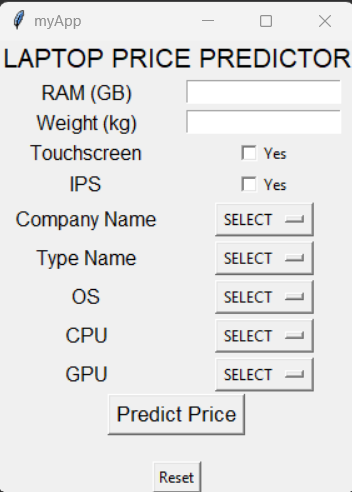 myApp
LAPTOP PRICE PREDICTOR
RAM (GB)
Weight (kg)
Touchscreen Yes
IPS Yes
Company Name SELECT
Type Name SELECT
OS SELECT
CPU SELECT
GPU SELECT
Predict Price
Reset